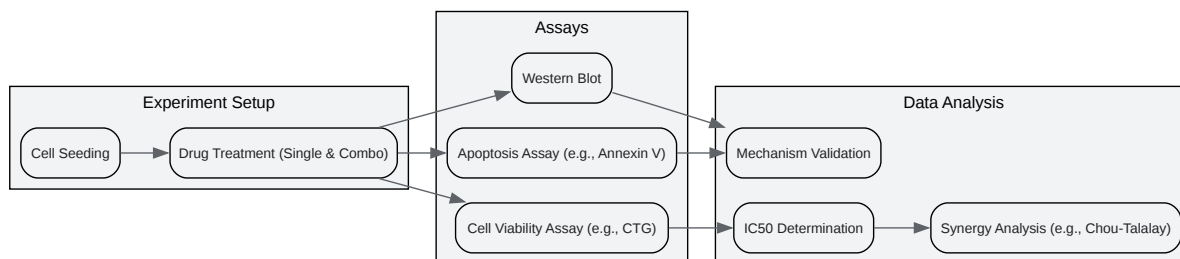 Experiment Setup
Cell Seeding
Drug Treatment (Single & Combo)
Assays
Western Blot
Apoptosis Assay (e.g., Annexin V)
Cell Viability Assay (e.g., CTG)
Data Analysis
Mechanism Validation
IC50 Determination
Synergy Analysis (e.g., Chou-Talalay)